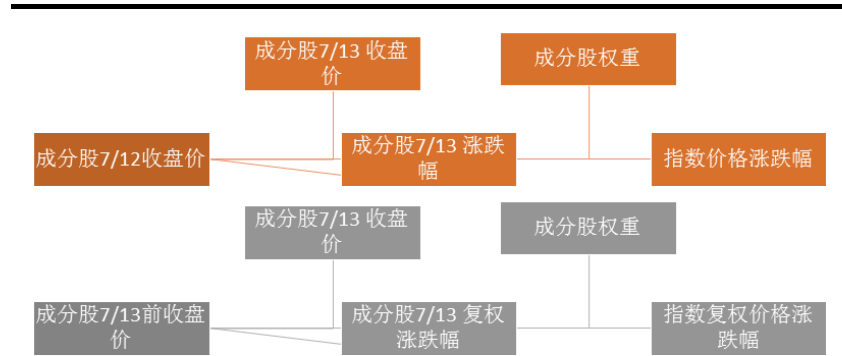 成分股7/13 收盘
价
成分股权重
成分股7/12收盘价
成分股7/13 涨跌
幅
指数价格涨跌幅
成分股7/13 收盘
价
成分股权重
成分股7/13前收盘
价
成分股7/13 复权
涨跌幅
指数复权价格涨
跌幅